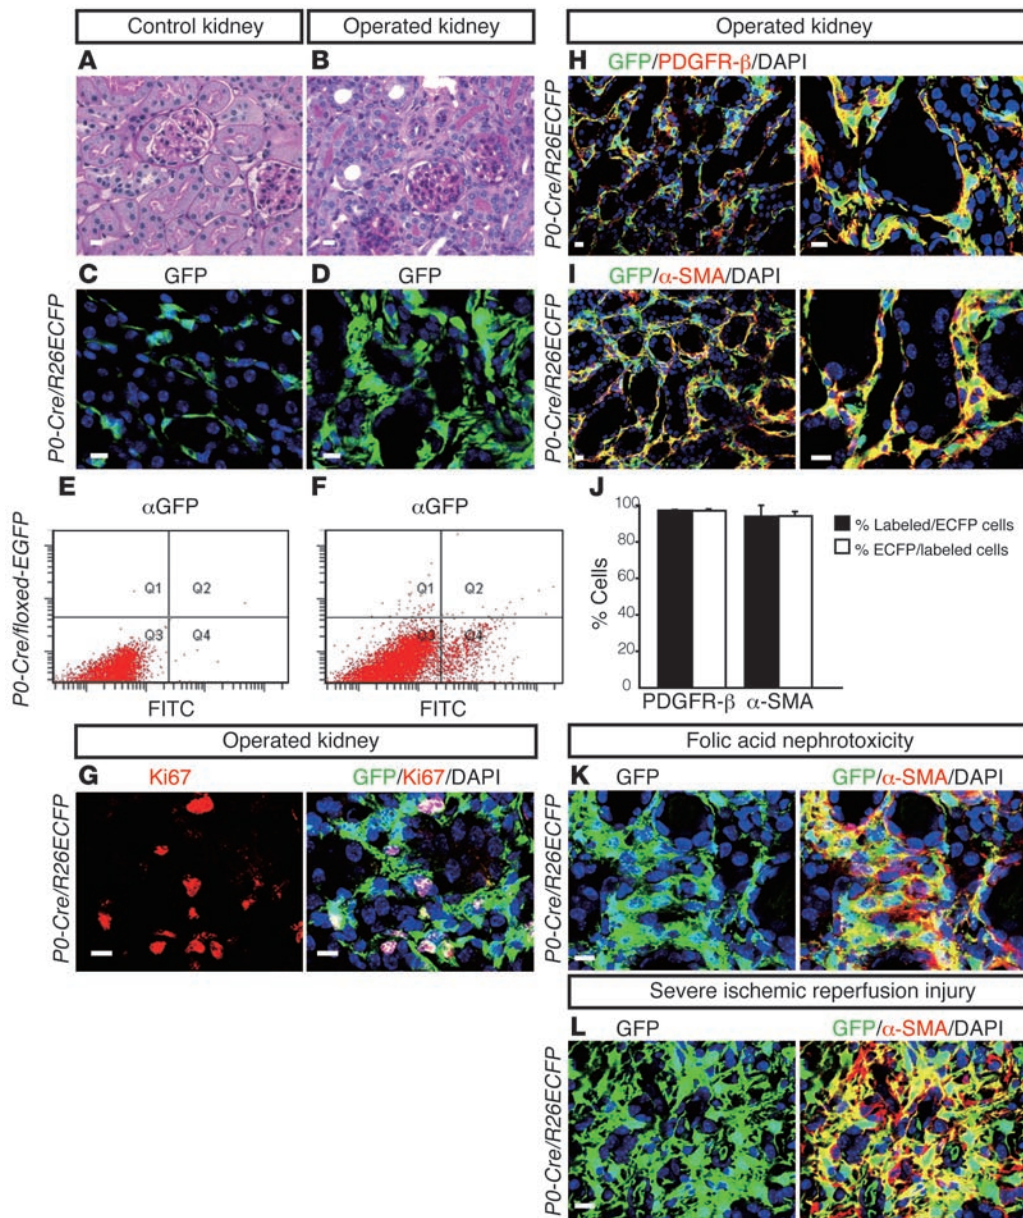 Control kidney
Operated kidney
A
B
C GFP
D GFP
P0-Cre/R26ECFP
E
αGFP
F
αGFP
P0-Cre/floxed-EGFP
Q1
Q2
Q3
Q4
Q1
Q2
Q3
Q4
FITC
FITC
Operated kidney
G Ki67
GFP/Ki67/DAPI
P0-Cre/R26ECFP
Operated kidney
H GFP/PDGFR-β/DAPI
P0-Cre/R26ECFP
I GFP/α-SMA/DAPI
P0-Cre/R26ECFP
J
% Cells
100
80
60
40
20
0
PDGFR-β α-SMA
% Labeled/ECFP cells
% ECFP/labeled cells
Folic acid nephrotoxicity
K GFP
GFP/α-SMA/DAPI
P0-Cre/R26ECFP
Severe ischemic reperfusion injury
L GFP
GFP/α-SMA/DAPI
P0-Cre/R26ECFP